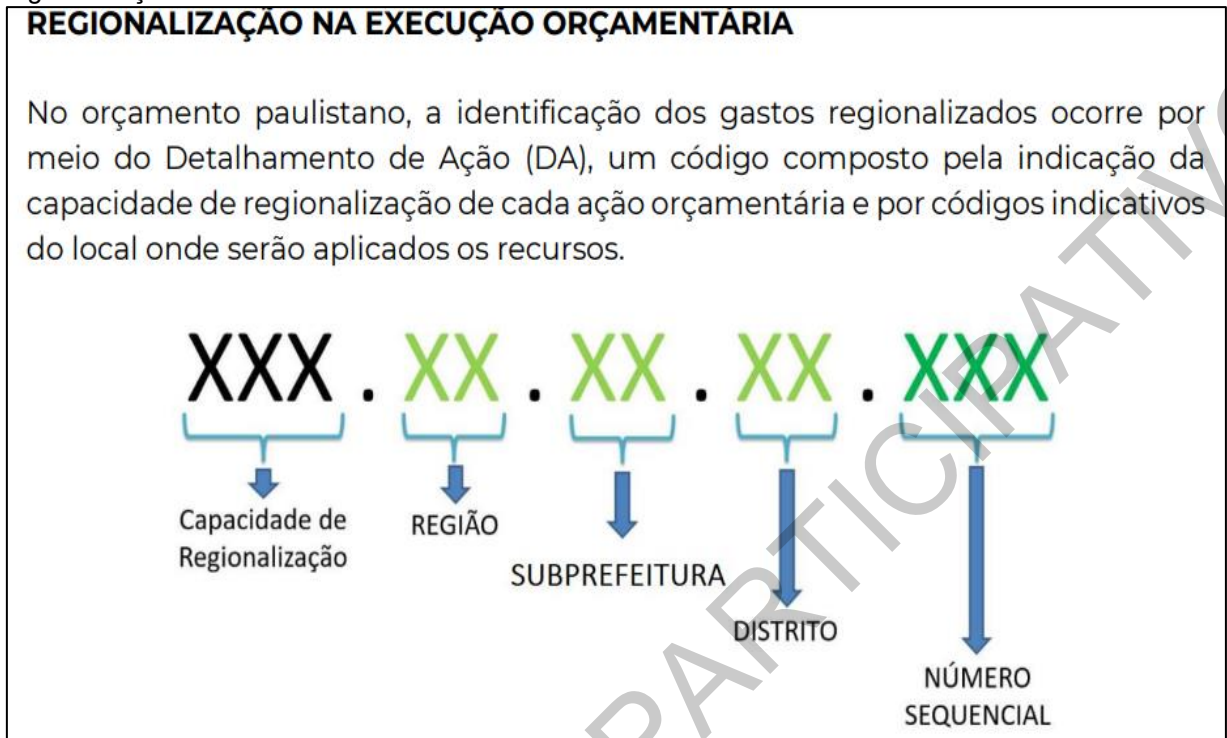 REGIONALIZAÇÃO NA EXECUÇÃO ORÇAMENTÁRIA
No orçamento paulistano, a identificação dos gastos regionalizados ocorre por
meio do Detalhamento de Ação (DA), um código composto pela indicação da
capacidade de regionalização de cada ação orçamentária e por códigos indicativos
do local onde serão aplicados os recursos.
XXX . XX . XX . XX . XXX
Capacidade de
Regionalização
REGIÃO
SUBPREFEITURA
DISTRITO
NÚMERO
SEQUENCIAL
PARTICIPATIV